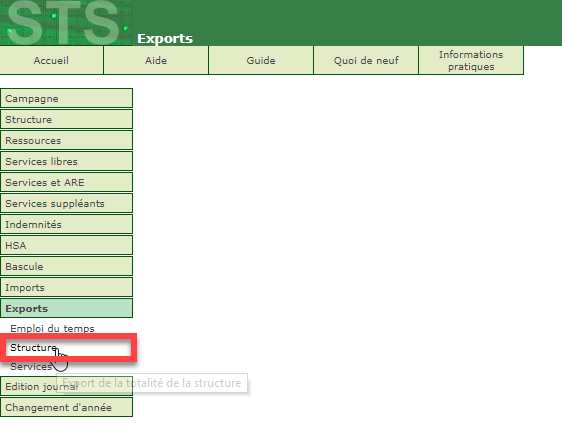 STS
Exports
Accueil
Aide
Guide
Quoi de neuf
Informations
pratiques
Campagne
Structure
Ressources
Services libres
Services et ARE
Services suppléants
Indemnités
HSA
Bascule
Imports
Exports
Emploi du temps
Structure
Services
Export de la totalité de la structure
Edition journal
Changement d'année